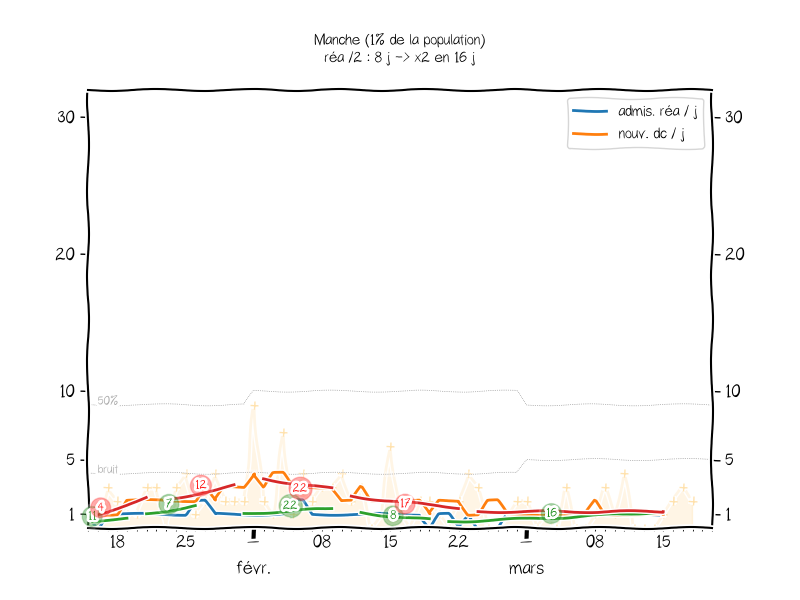 Manche (1% de la population)
réa /2 : 8 j -> x2 en 16 j
admis. réa / j
nouv. dc / j
30 30
20 20
10 10
50%
5 5
bruit
1 1
11 4 7 12 22 22 8 17 16
18 25 08 15 22 08 15
févr. mars